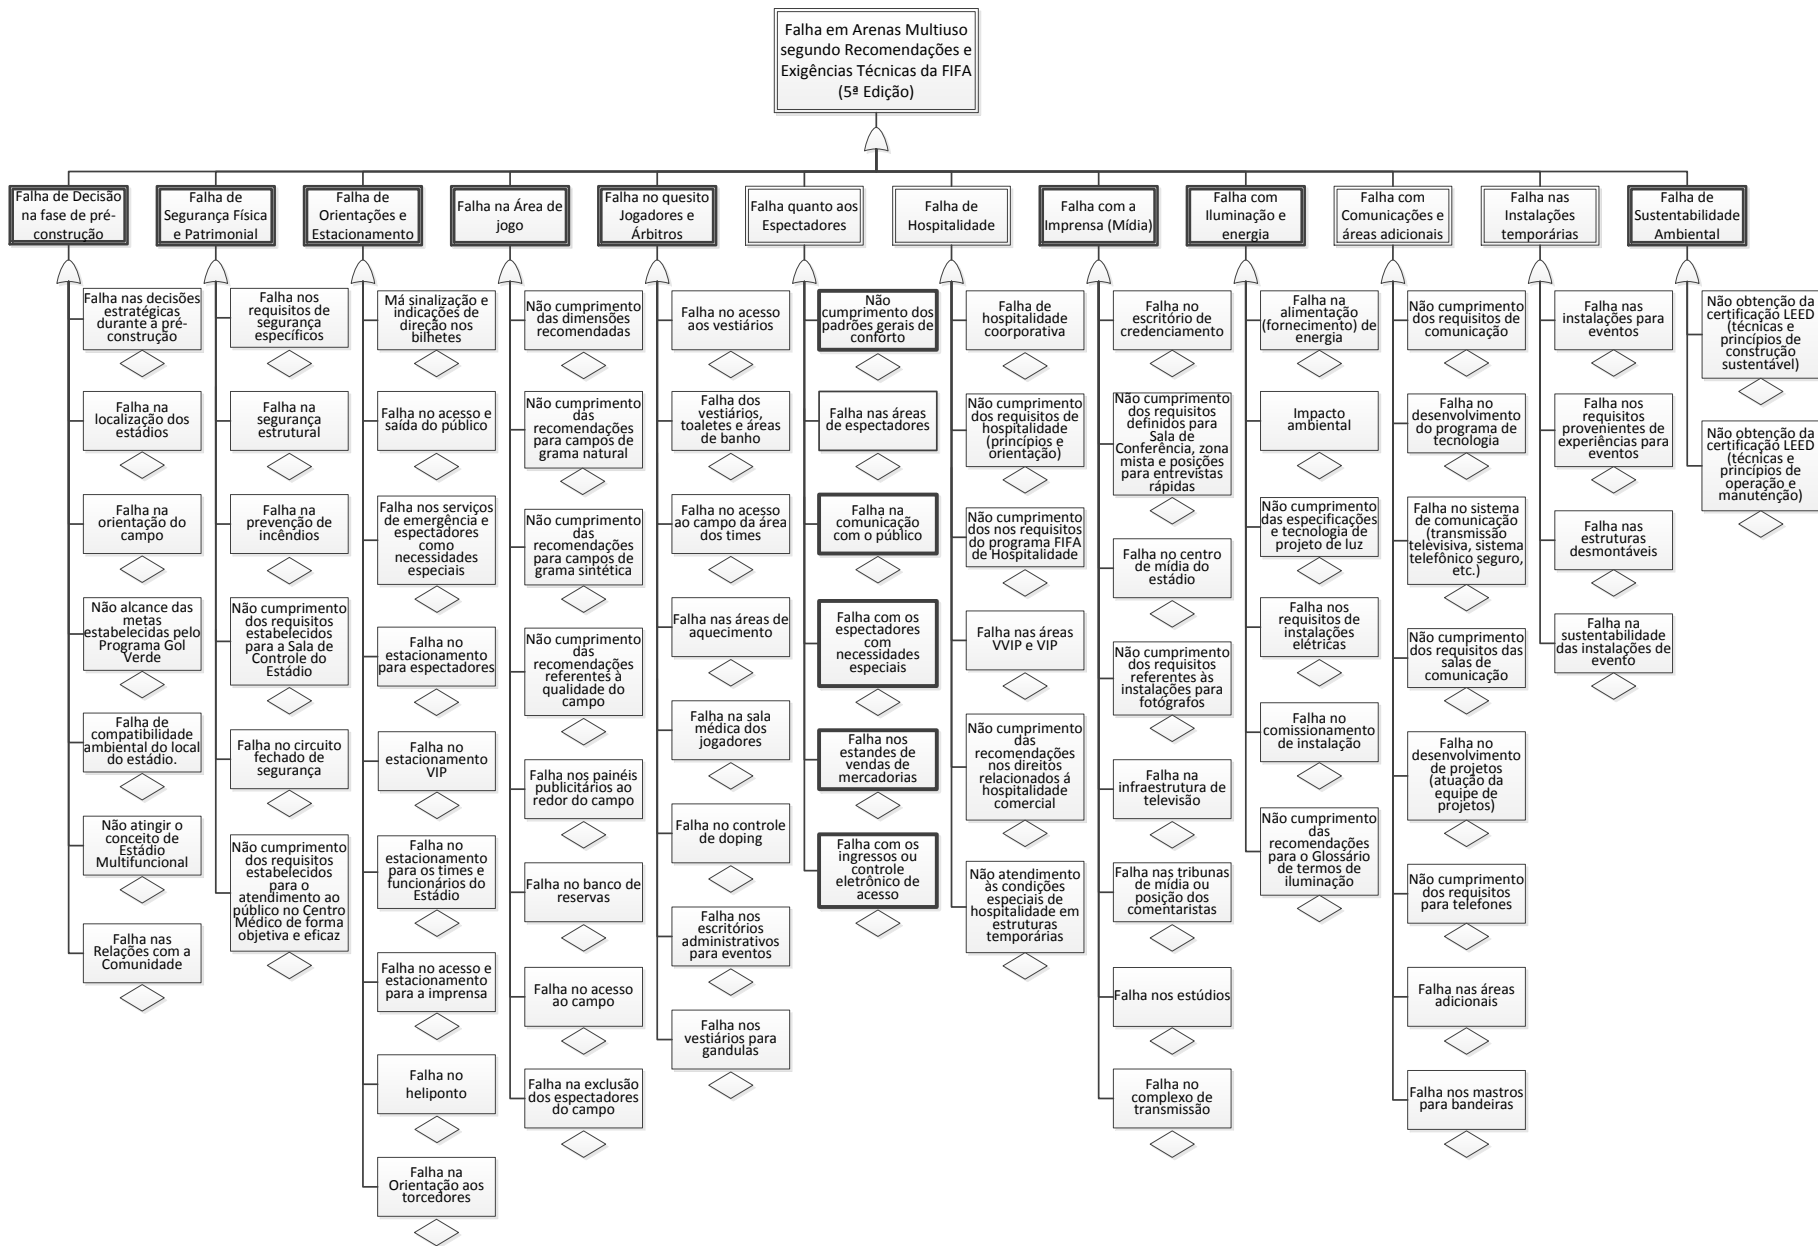 Falha em Arenas Multiuso
segundo Recomendações e
Exigências Técnicas da FIFA
(5ª Edição)
Falha de Decisão
na fase de pré-
construção
Falha de
Segurança Física
e Patrimonial
Falha de
Orientações e
Estacionamento
Falha na Área de
jogo
Falha no quesito
Jogadores e
Árbitros
Falha quanto aos
Espectadores
Falha de
Hospitalidade
Falha com a
Imprensa (Mídia)
Falha com
Iluminação e
energia
Falha com
Comunicações e
áreas adicionais
Falha nas
Instalações
temporárias
Falha de
Sustentabilidade
Ambiental
Falha nas decisões
estratégicas
durante a pré-
construção
Falha na
localização dos
estádios
Falha na
orientação do
campo
Não alcance das
metas
estabelecidas pelo
Programa Gol
Verde
Falha de
compatibilidade
ambiental do local
do estádio.
Não atingir o
conceito de
Estádio
Multifuncional
Falha nas
Relações com a
Comunidade
Falha nos
requisitos de
segurança
específicos
Falha na
segurança
estrutural
Falha na
prevenção de
incêndios
Não cumprimento
dos requisitos
estabelecidos
para a Sala de
Controle do
Estádio
Falha no circuito
fechado de
segurança
Não cumprimento
dos requisitos
estabelecidos
para o
atendimento ao
público no Centro
Médico de forma
objetiva e eficaz
Má sinalização e
indicações de
direção nos
bilhetes
Falha no acesso e
saída do público
Falha nos serviços
de emergência e
espectadores
como
necessidades
especiais
Falha no
estacionamento
para espectadores
Falha no
estacionamento
VIP
Falha no
estacionamento
para os times e
funcionários do
Estádio
Falha no acesso e
estacionamento
para a imprensa
Falha no
heliponto
Falha na
Orientação aos
torcedores
Não cumprimento
das dimensões
recomendadas
Não cumprimento
das
recomendações
para campos de
grama natural
Não cumprimento
das
recomendações
para campos de
grama sintética
Não cumprimento
das
recomendações
referentes à
qualidade do
campo
Falha nos painéis
publicitários ao
redor do campo
Falha no banco de
reservas
Falha no acesso
ao campo
Falha na exclusão
dos espectadores
do campo
Falha no acesso
aos vestiários
Falha dos
vestiários,
toaletes e áreas
de banho
Falha no acesso
ao campo da área
dos times
Falha nas áreas de
aquecimento
Falha na sala
médica dos
jogadores
Falha no controle
de doping
Falha nos
escritórios
administrativos
para eventos
Falha nos
vestiários para
gandulas
Não
cumprimento dos
padrões gerais de
conforto
Falha nas áreas
de espectadores
Falha na
comunicação
com o público
Falha com os
espectadores
com
necessidades
especiais
Falha nos
estandes de
vendas de
mercadorias
Falha com os
ingressos ou
controle
eletrônico de
acesso
Falha de
hospitalidade
coorporativa
Não cumprimento
dos requisitos de
hospitalidade
(princípios e
orientação)
Não cumprimento
dos nos requisitos
do programa FIFA
de Hospitalidade
Falha nas áreas
VVIP e VIP
Não cumprimento
das
recomendações
nos direitos
relacionados á
hospitalidade
comercial
Não atendimento
às condições
especiais de
hospitalidade em
estruturas
temporárias
Falha no
escritório de
credenciamento
Não cumprimento
dos requisitos
definidos para
Sala de
Conferência, zona
mista e posições
para entrevistas
rápidas
Falha no centro
de mídia do
estádio
Não cumprimento
dos requisitos
referentes às
instalações para
fotógrafos
Falha na
infraestrutura de
televisão
Falha nas tribunas
de mídia ou
posição dos
comentaristas
Falha nos estúdios
Falha no
complexo de
transmissão
Falha na
alimentação
(fornecimento) de
energia
Impacto
ambiental
Não cumprimento
das especificações
e tecnologia de
projeto de luz
Falha nos
requisitos de
instalações
elétricas
Falha no
comissionamento
de instalação
Não cumprimento
das
recomendações
para o Glossário
de termos de
iluminação
Não cumprimento
dos requisitos de
comunicação
Falha no
desenvolvimento
do programa de
tecnologia
Falha no sistema
de comunicação
(transmissão
televisiva, sistema
telefônico seguro,
etc.)
Não cumprimento
dos requisitos das
salas de
comunicação
Falha no
desenvolvimento
de projetos
(atuação da
equipe de
projetos)
Não cumprimento
dos requisitos
para telefones
Falha nas áreas
adicionais
Falha nos mastros
para bandeiras
Falha nas
instalações para
eventos
Falha nos
requisitos
provenientes de
experiências para
eventos
Falha nas
estruturas
desmontáveis
Falha na
sustentabilidade
das instalações de
evento
Não obtenção da
certificação LEED
(técnicas e
princípios de
construção
sustentável)
Não obtenção da
certificação LEED
(técnicas e
princípios de
operação e
manutenção)